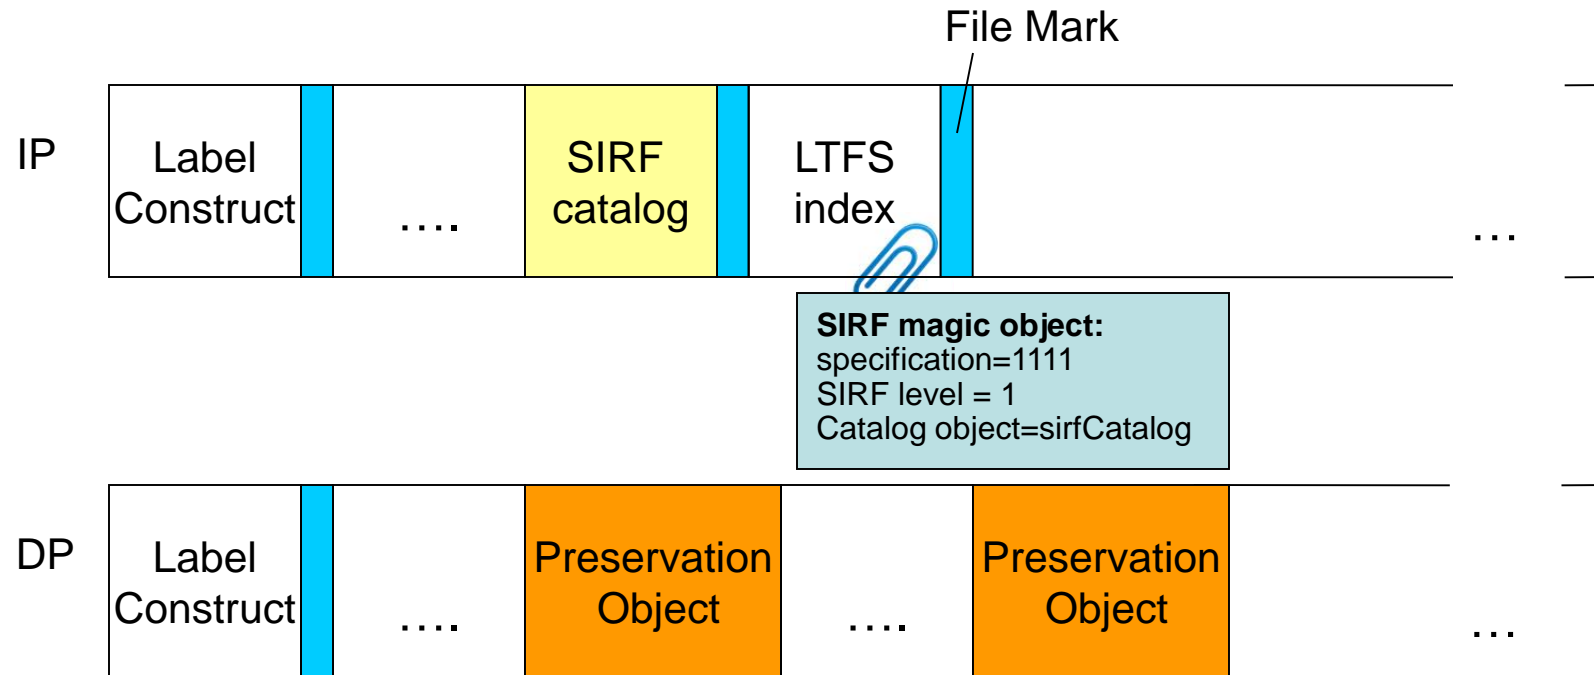 File Mark
IP
Label
Construct
....
SIRF
catalog
LTFS
index
...
SIRF magic object:
specification=1111
SIRF level = 1
Catalog object=sirfCatalog
DP
Label
Construct
....
Preservation
Object
....
Preservation
Object
...